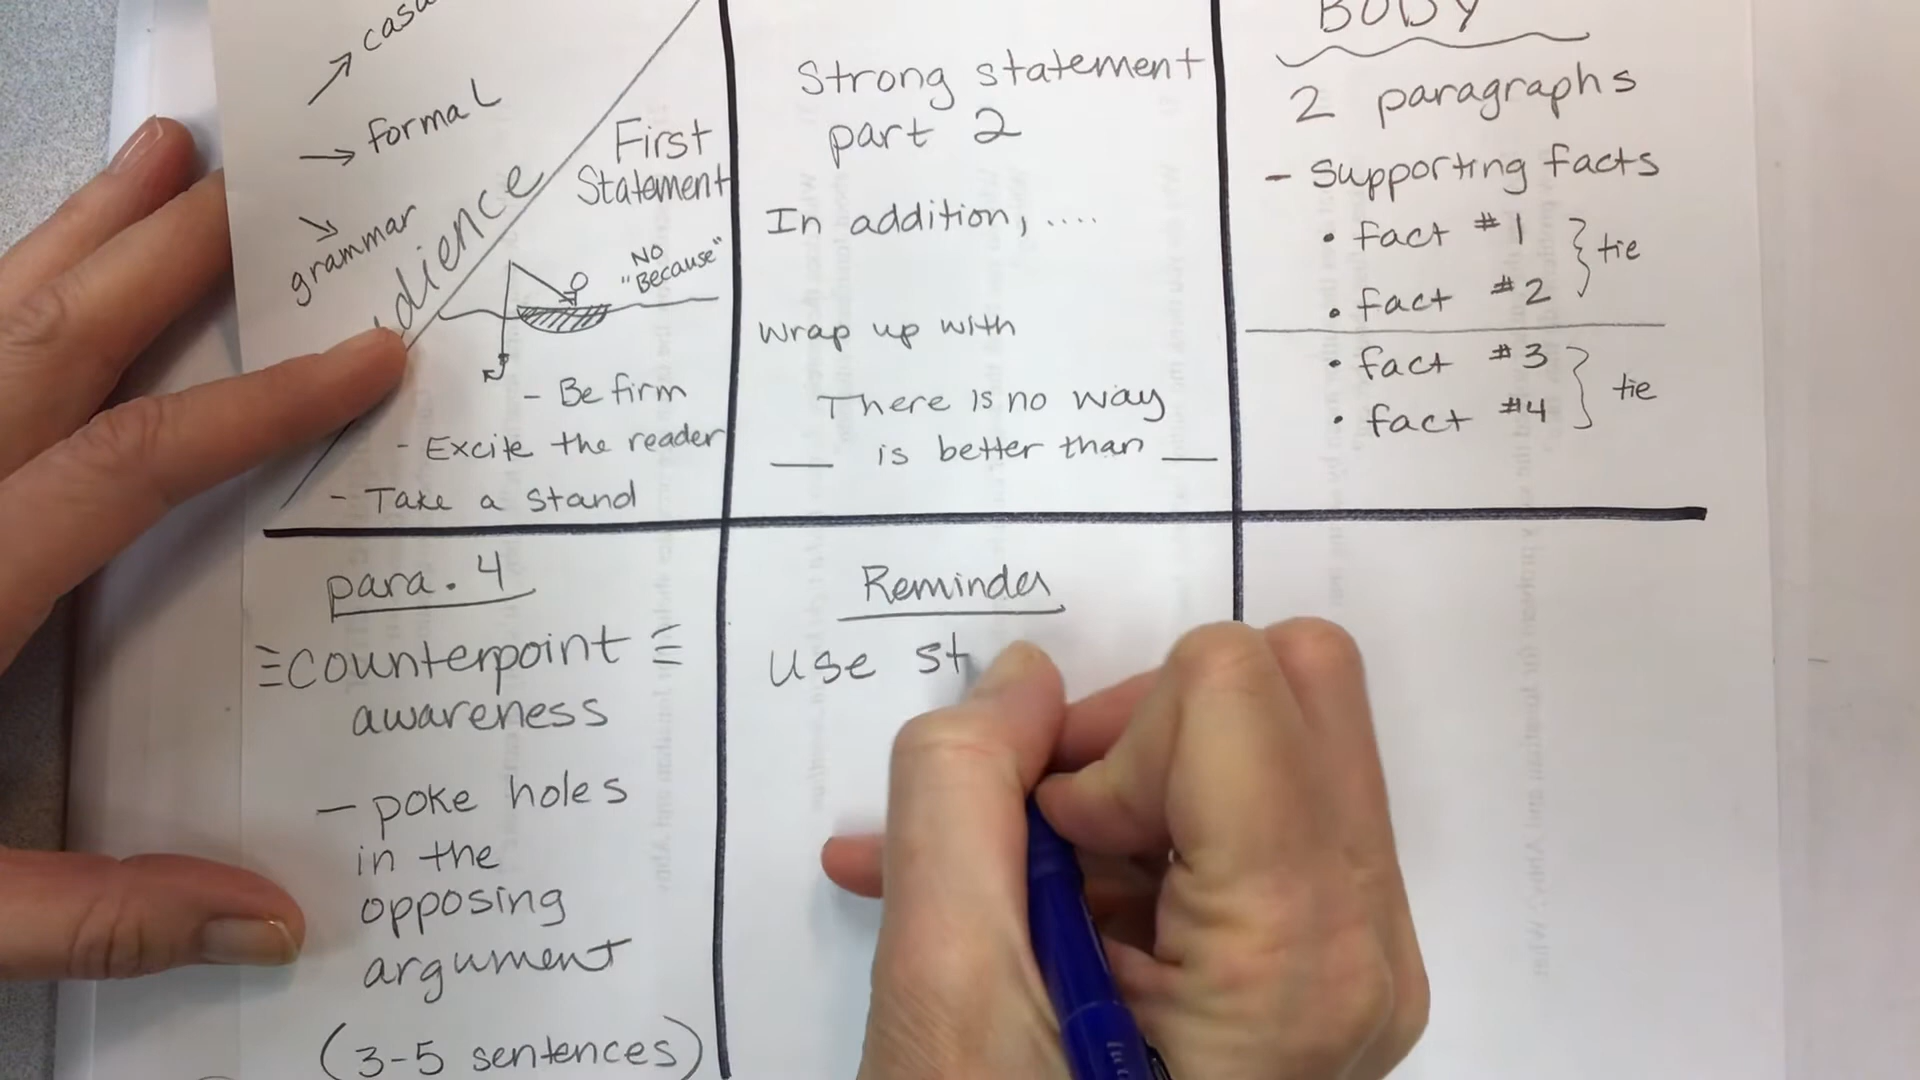 formal
grammar
First
Statement
NO
"Because"
- Be firm
- Excite the reader
- Take a stand
Strong statement
part 2
In addition, ....
Wrap up with
There is no way
___ is better than ___
BODY
2 paragraphs
- Supporting facts
• fact #1
tie
• fact #2
• fact #3
tie
• fact #4
para. 4
Counterpoint
awareness
- poke holes
in the
opposing
argument
(3-5 sentences)
Reminder
use st